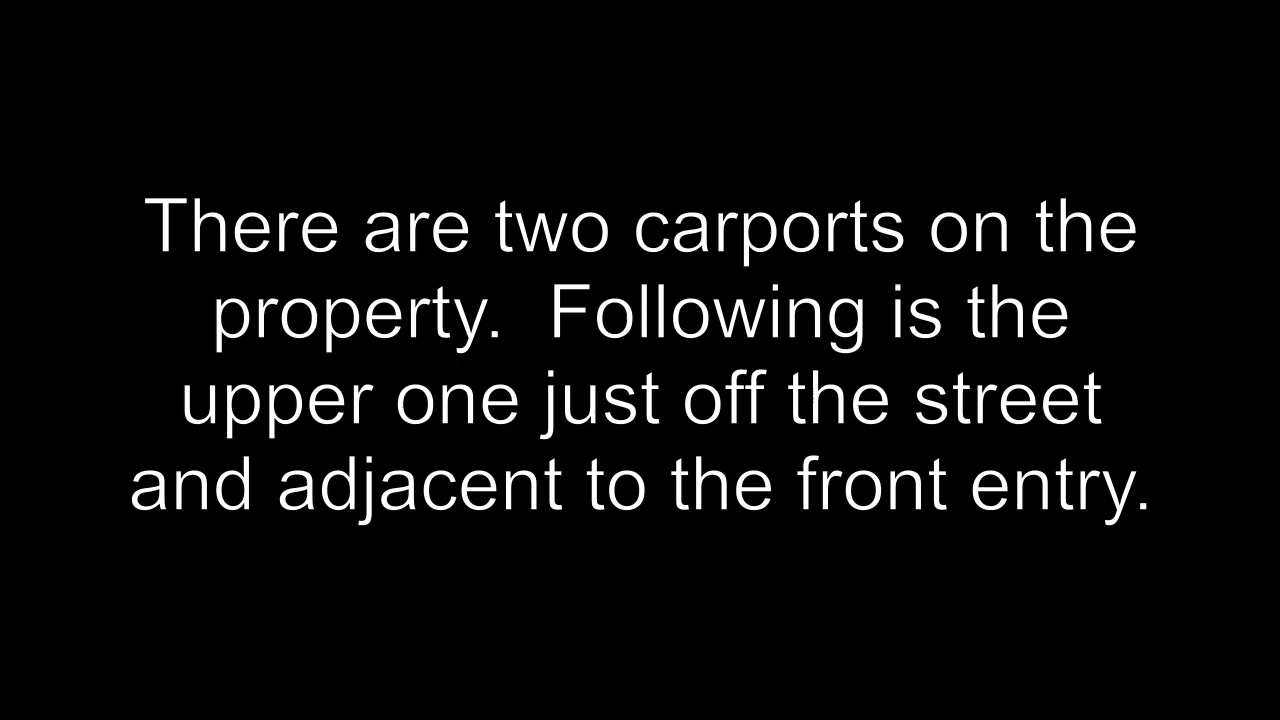 There are two carports on the
property.  Following is the
upper one just off the street
and adjacent to the front entry.